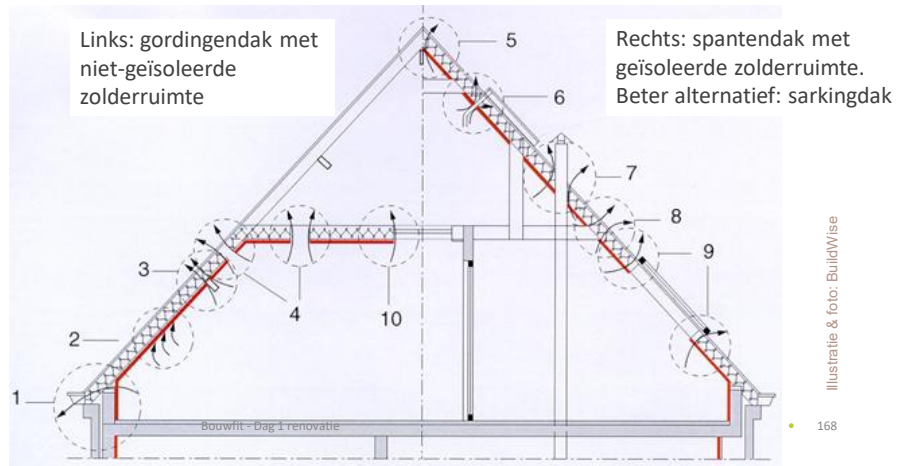 Links: gordingendak met
niet-geïsoleerde
zolderruimte
Rechts: spantendak met
geïsoleerde zolderruimte.
Beter alternatief: sarkingdak
5
6
7
8
9
3
2
4
10
1
Bouwfit - Dag 1 renovatie
• 168
Illustratie & foto: BuildWise